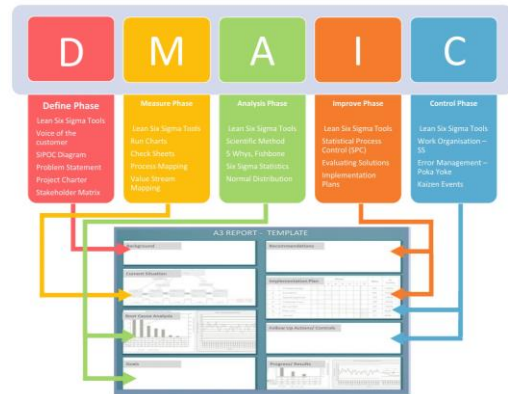 D
M
A
I
C
Define Phase
Lean Six Sigma Tools
Voice of the
customer
SIPOC Diagram
Problem Statement
Project Charter
Stakeholder Matrix
Measure Phase
Lean Six Sigma Tools
Run Charts
Check Sheets
Process Mapping
Value Stream
Mapping
Analysis Phase
Lean Six Sigma Tools
Scientific Method
5 Whys, Fishbone
Six Sigma Statistics
Normal Distribution
Improve Phase
Lean Six Sigma Tools
Statistical Process
Control (SPC)
Evaluating Solutions
Implementation
Plans
Control Phase
Lean Six Sigma Tools
Work Organisation –
5S
Error Management –
Poka Yoke
Kaizen Events
A3 REPORT - TEMPLATE
Background
Current Situation
Root Cause Analysis
Goals
Recommendations
Implementation Plan
Follow Up Actions/ Controls
Progress/ Results